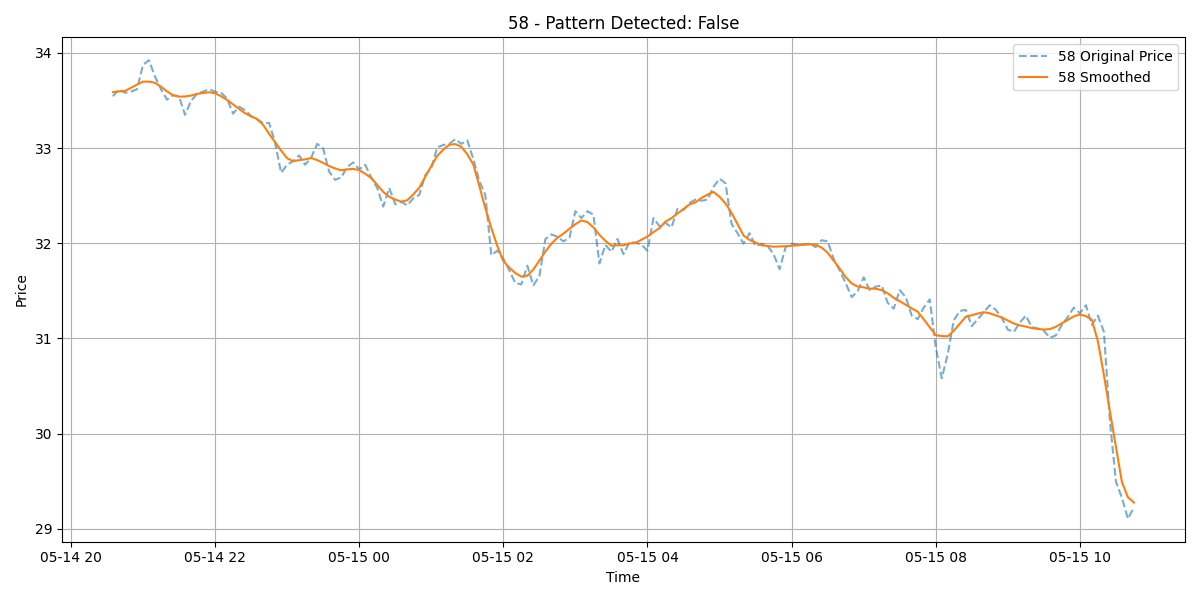 58 - Pattern Detected: False
58 Original Price
58 Smoothed
Price
34
33
32
31
30
29
05-14 20
05-14 22
05-15 00
05-15 02
05-15 04
05-15 06
05-15 08
05-15 10
Time